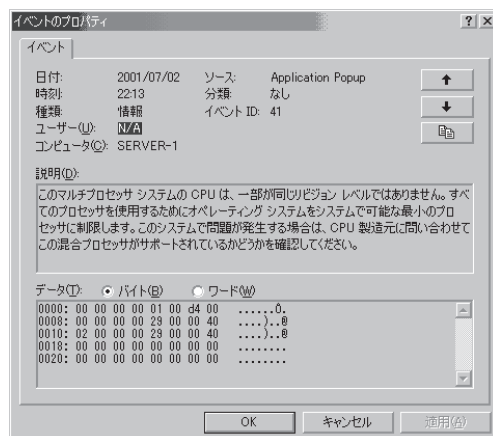 イベントのプロパティ
イベント
日付: 2001/07/02 ソース: Application Popup
時刻: 22:13 分類: なし
種類: 情報 イベント ID: 41
ユーザー(U): N/A
コンピュータ(C): SERVER-1
説明(D):
このマルチプロセッサ システムの CPU は、一部が同じリビジョン レベルではありません。すべ
てのプロセッサを使用するためにオペレーティング システムをシステムで可能な最小のプロ
セッサに制限します。このシステムで問題が発生する場合は、CPU 製造元に問い合わせて
この混合プロセッサがサポートされているかどうかを確認してください。
データ(T): バイト(B) ワード(W)
0000: 00 00 00 00 01 00 d4 00 ......Ô.
0008: 00 00 00 00 29 00 00 40 ....)..@
0010: 02 00 00 00 29 00 00 40 ....)..@
0018: 00 00 00 00 00 00 00 00 ........
0020: 00 00 00 00 00 00 00 00 ........
OK キャンセル 適用(A)